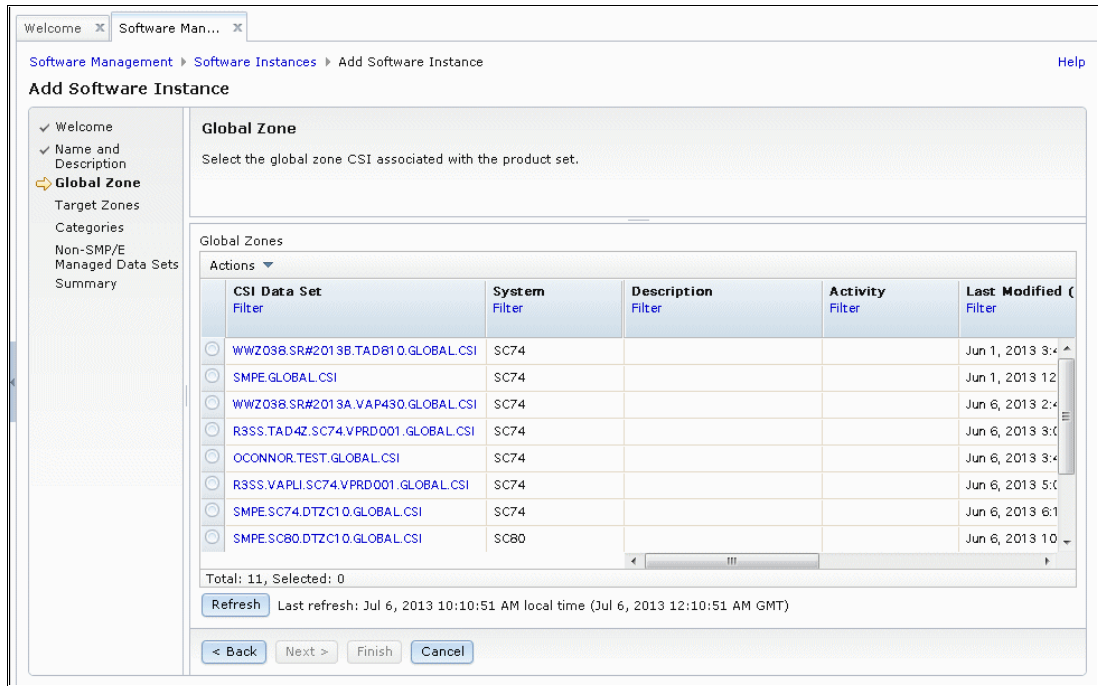 Welcome X Software Man... X
Software Management Software Instances Add Software Instance Help
Add Software Instance
Welcome
Name and
Description
Global Zone
Target Zones
Categories
Non-SMP/E
Managed Data Sets
Summary
Global Zone
Select the global zone CSI associated with the product set.
Global Zones
Actions
CSI Data Set System Description Activity Last Modified (
Filter Filter Filter Filter Filter
WWZ038.SR#2013B.TAD810.GLOBAL.CSI SC74 Jun 1, 2013 3:4
SMPE.GLOBAL.CSI SC74 Jun 1, 2013 12
WWZ038.SR#2013A.VAP430.GLOBAL.CSI SC74 Jun 6, 2013 2:4
R3SS.TAD4Z.SC74.VPRD001.GLOBAL.CSI SC74 Jun 6, 2013 3:0
OCONNOR.TEST.GLOBAL.CSI SC74 Jun 6, 2013 3:4
R3SS.VAPLI.SC74.VPRD001.GLOBAL.CSI SC74 Jun 6, 2013 5:0
SMPE.SC74.DTZC10.GLOBAL.CSI SC74 Jun 6, 2013 6:1
SMPE.SC80.DTZC10.GLOBAL.CSI SC80 Jun 6, 2013 10
Total: 11, Selected: 0
Refresh Last refresh: Jul 6, 2013 10:10:51 AM local time (Jul 6, 2013 12:10:51 AM GMT)
< Back Next > Finish Cancel